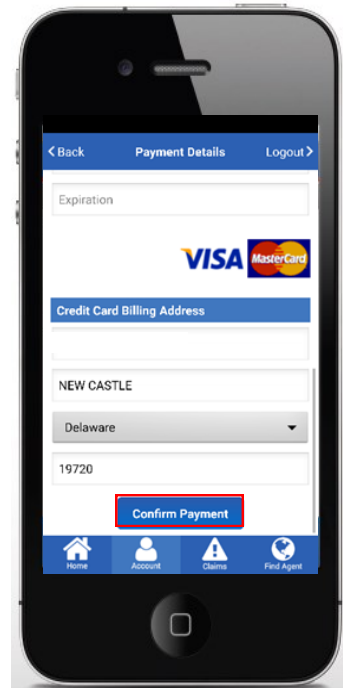 Back Payment Details Logout
Expiration
VISA MasterCard
Credit Card Billing Address
NEW CASTLE
Delaware
19720
Confirm Payment
Home Account Claims Find Agent